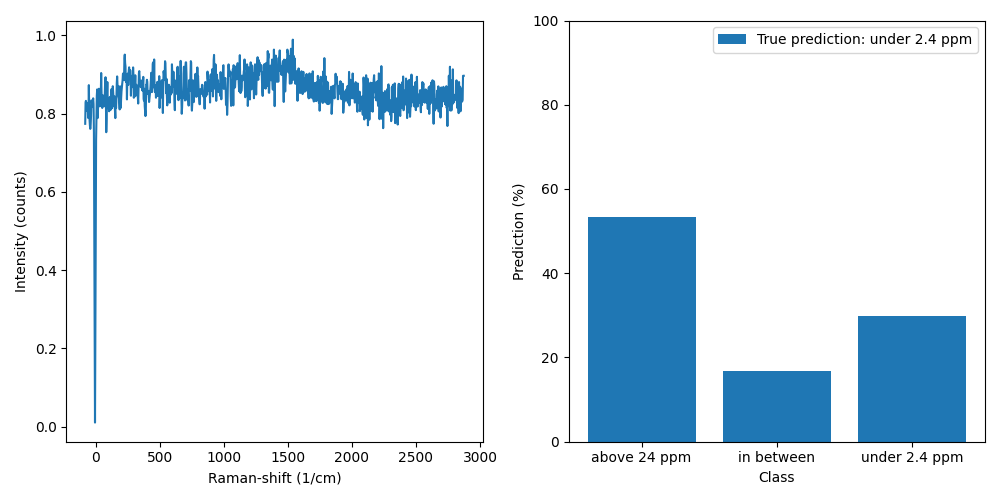 1.0
0.8
0.6
0.4
0.2
0.0
Intensity (counts)
0 500 1000 1500 2000 2500 3000
Raman-shift (1/cm)
100
80
60
40
20
0
Prediction (%)
True prediction: under 2.4 ppm
above 24 ppm in between under 2.4 ppm
Class